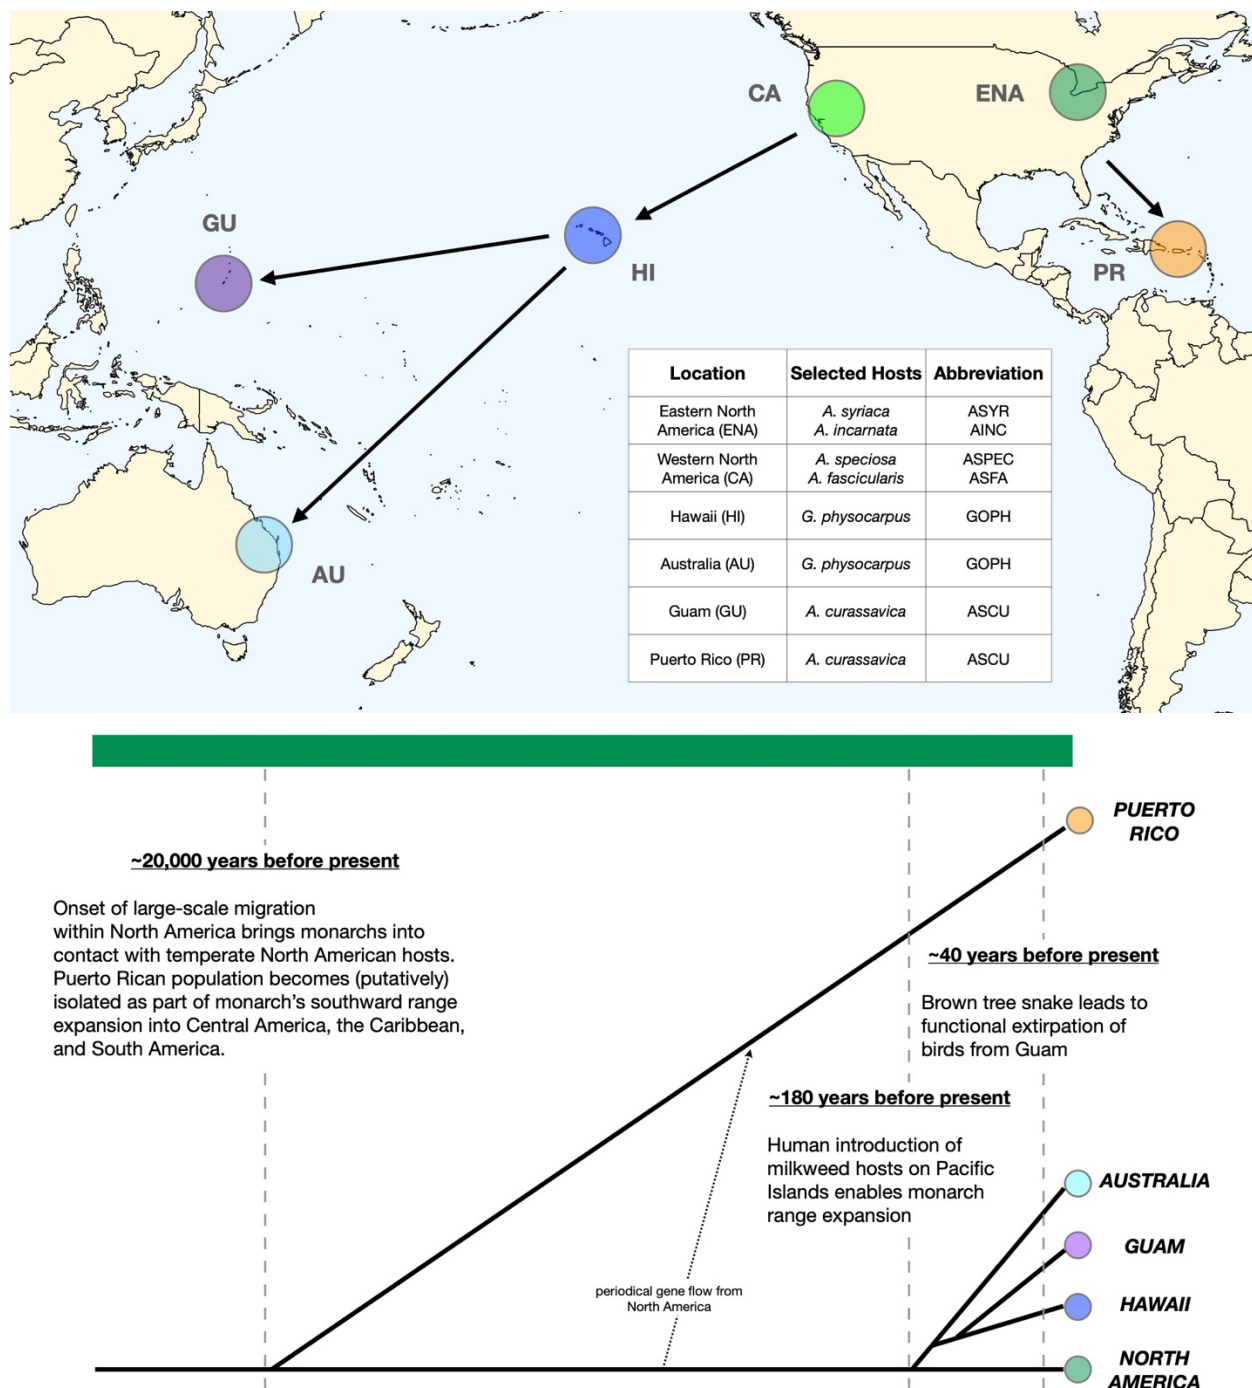 CA
ENA
GU
HI
PR
AU
Location Selected Hosts Abbreviation
Eastern North America (ENA) A. syriaca A. incarnata ASYR AINC
Western North America (CA) A. speciosa A. fascicularis ASPEC ASFA
Hawaii (HI) G. physocarpus GOPH
Australia (AU) G. physocarpus GOPH
Guam (GU) A. curassavica ASCU
Puerto Rico (PR) A. curassavica ASCU
PUERTO
RICO
~20,000 years before present
Onset of large-scale migration
within North America brings monarchs into
contact with temperate North American hosts.
Puerto Rican population becomes (putatively)
isolated as part of monarch's southward range
expansion into Central America, the Caribbean,
and South America.
~40 years before present
Brown tree snake leads to
functional extirpation of
birds from Guam
~180 years before present
Human introduction of
milkweed hosts on Pacific
Islands enables monarch
range expansion
AUSTRALIA
GUAM
periodical gene flow from
North America
HAWAII
NORTH
AMERICA